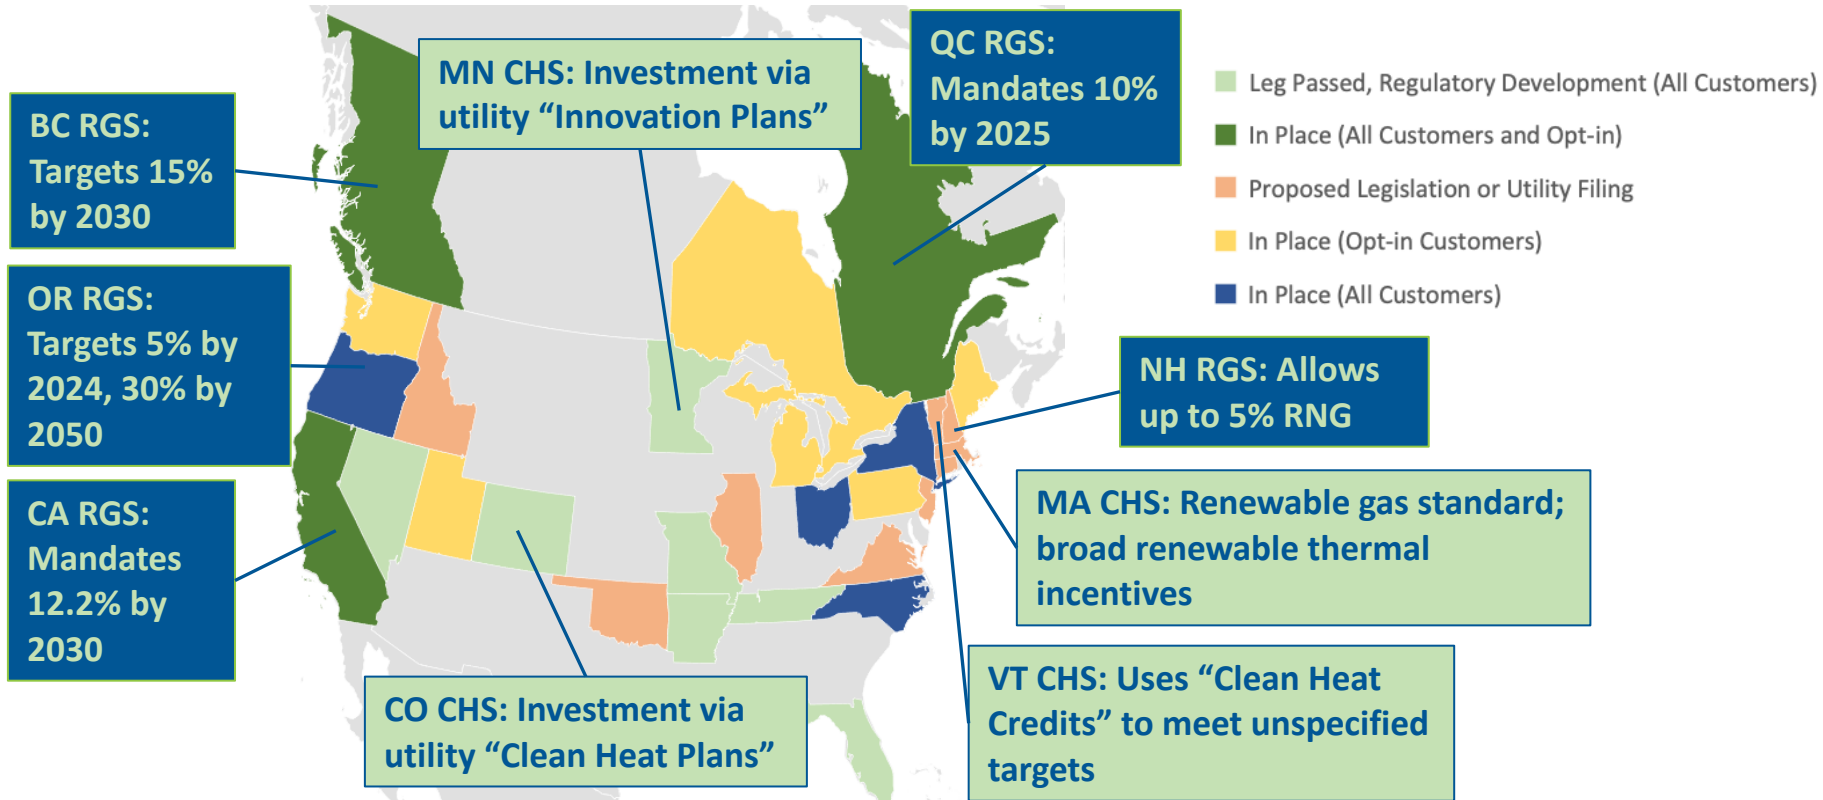 BC RGS:
Targets 15%
by 2030
MN CHS: Investment via
utility “Innovation Plans”
QC RGS:
Mandates 10%
by 2025
Leg Passed, Regulatory Development (All Customers)
In Place (All Customers and Opt-in)
Proposed Legislation or Utility Filing
In Place (Opt-in Customers)
In Place (All Customers)
OR RGS:
Targets 5% by
2024, 30% by
2050
NH RGS: Allows
up to 5% RNG
CA RGS:
Mandates
12.2% by
2030
MA CHS: Renewable gas standard;
broad renewable thermal
incentives
CO CHS: Investment via
utility “Clean Heat Plans”
VT CHS: Uses “Clean Heat
Credits” to meet unspecified
targets